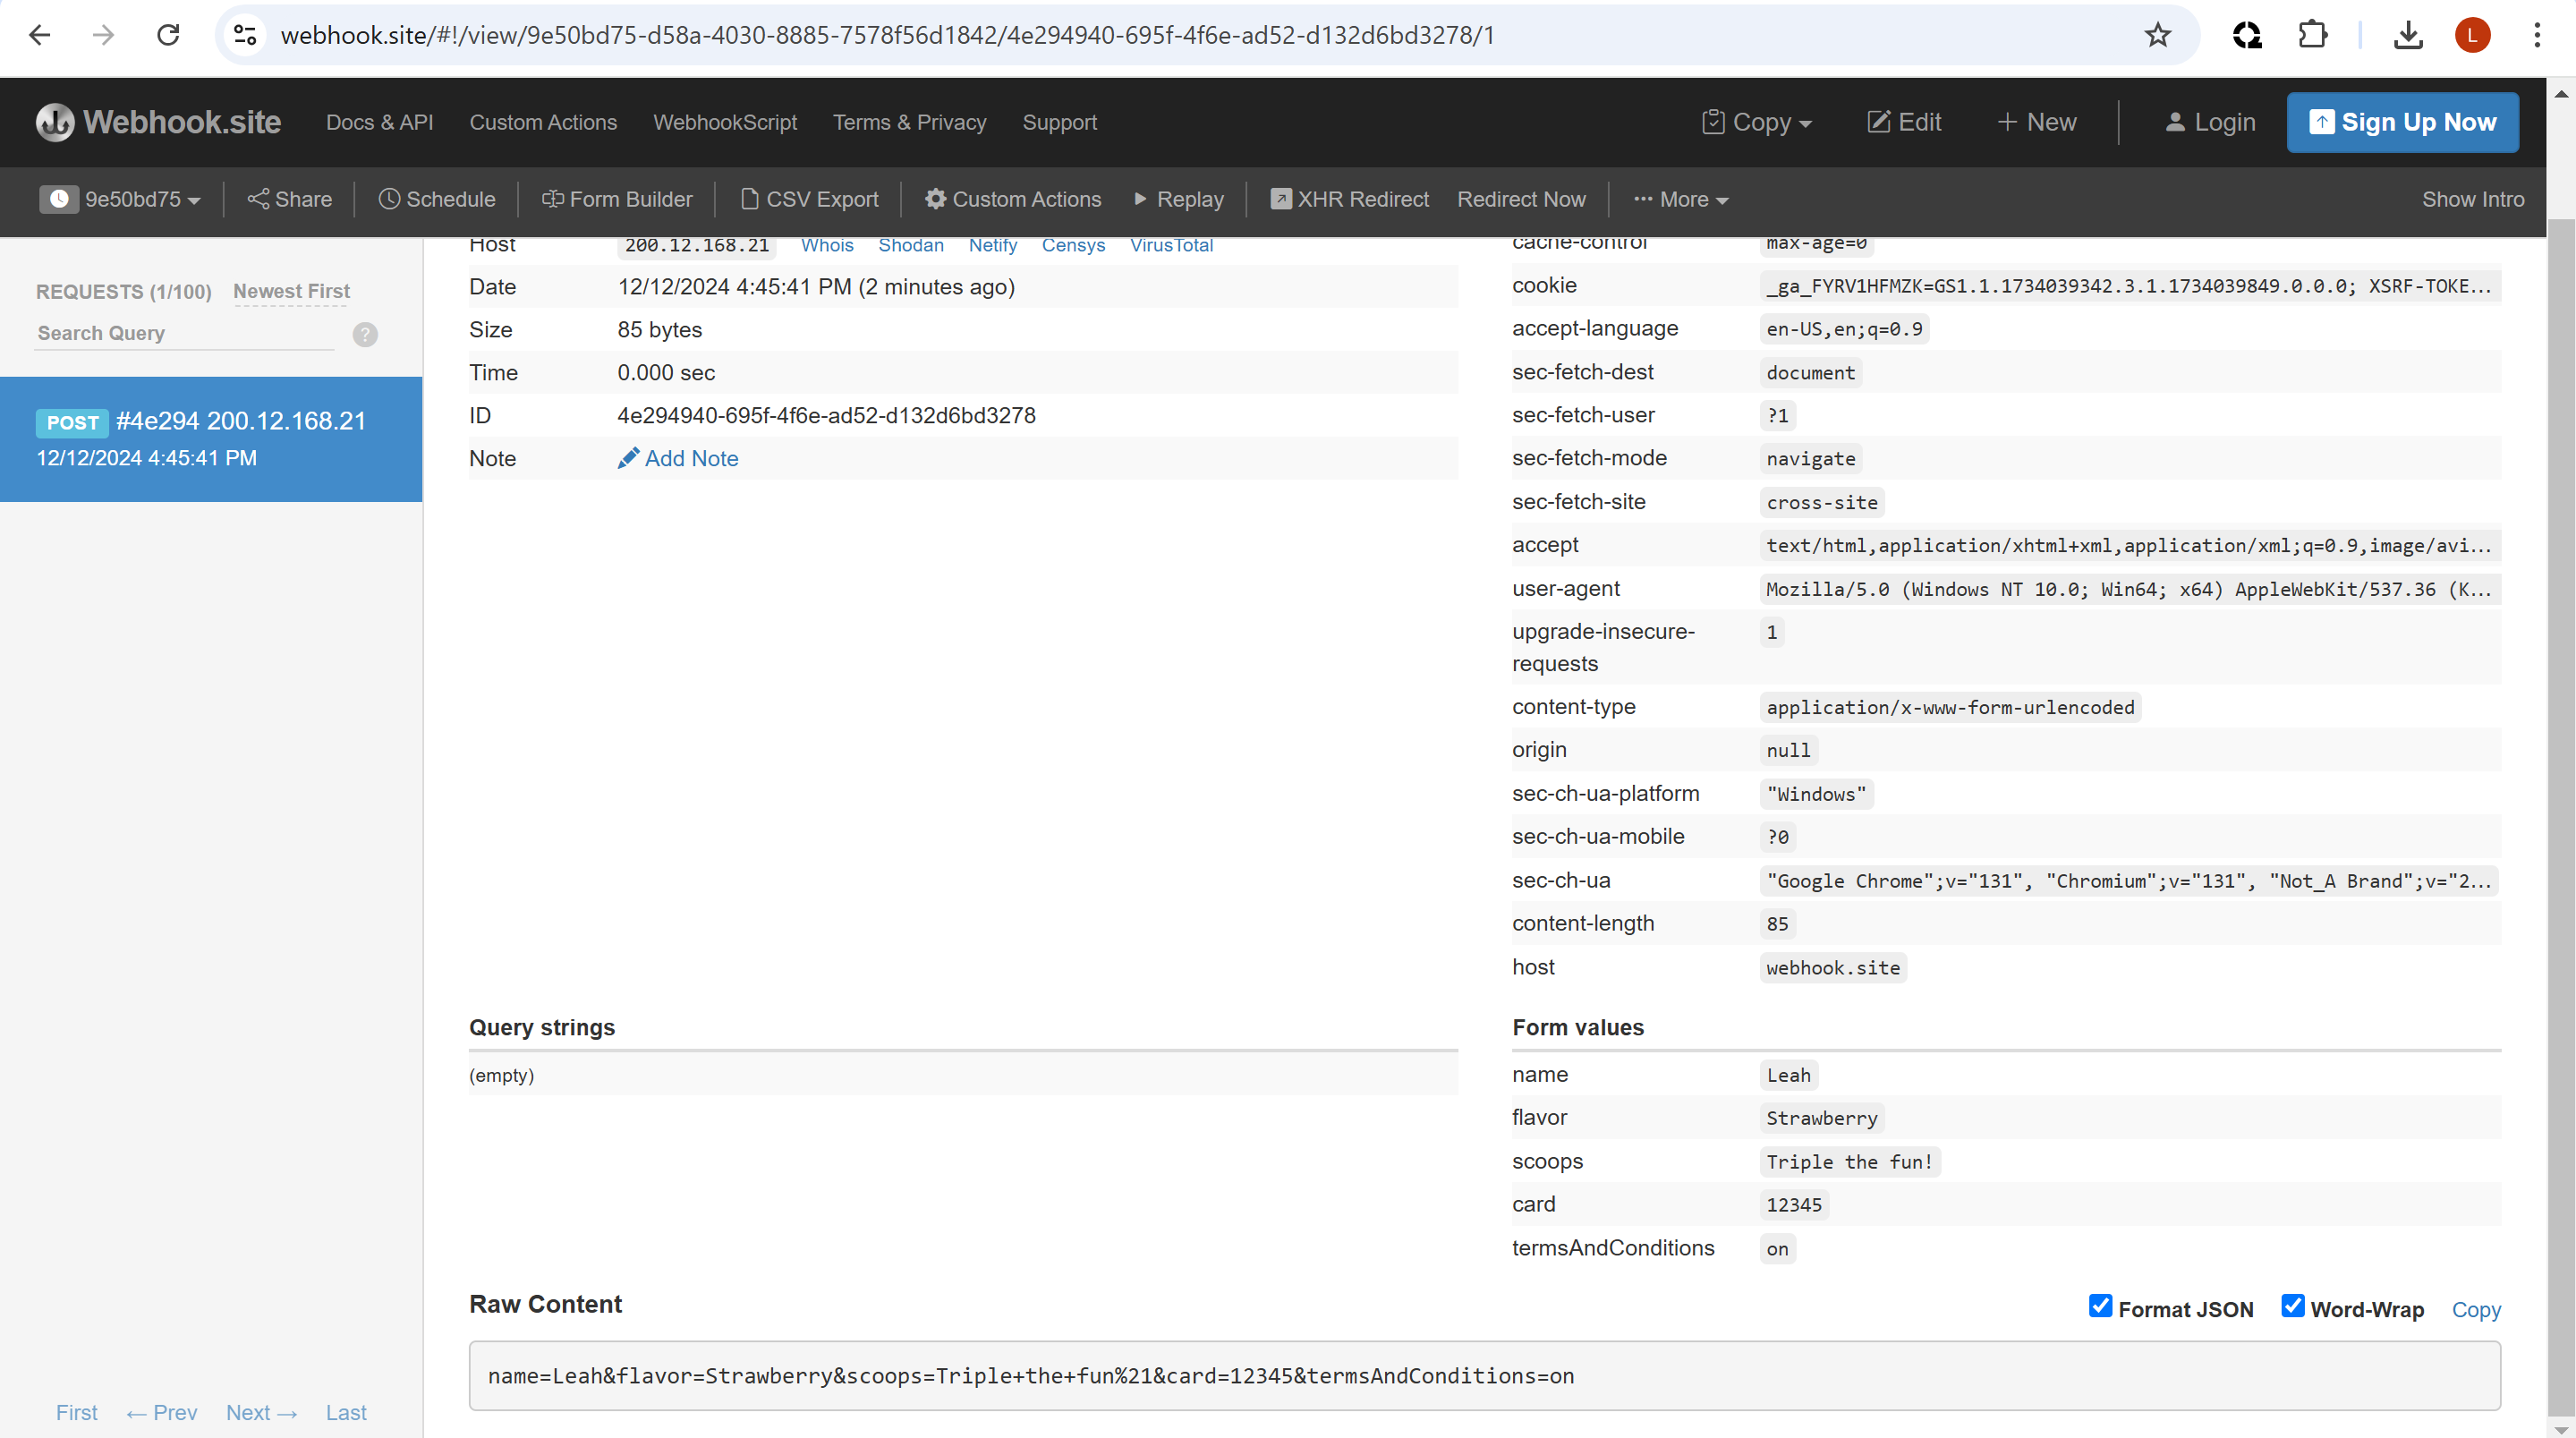 webhook.site/#!/view/9e50bd75-d58a-4030-8885-7578f56d1842/4e294940-695f-4f6e-ad52-d132d6bd3278/1
L
Webhook.site Docs & API Custom Actions WebhookScript Terms & Privacy Support Copy Edit + New Login Sign Up Now
9e50bd75 Share Schedule Form Builder CSV Export Custom Actions Replay XHR Redirect Redirect Now ··· More Show Intro
REQUESTS (1/100) Newest First
Search Query ?
POST #4e294 200.12.168.21
12/12/2024 4:45:41 PM
First ← Prev Next → Last
Host 200.12.168.21 Whois Shodan Netify Censys VirusTotal
Date 12/12/2024 4:45:41 PM (2 minutes ago)
Size 85 bytes
Time 0.000 sec
ID 4e294940-695f-4f6e-ad52-d132d6bd3278
Note Add Note
cache-control max-age=0
cookie _ga_FYRV1HFMZK=GS1.1.1734039342.3.1.1734039849.0.0.0; XSRF-TOKE...
accept-language en-US,en;q=0.9
sec-fetch-dest document
sec-fetch-user ?1
sec-fetch-mode navigate
sec-fetch-site cross-site
accept text/html,application/xhtml+xml,application/xml;q=0.9,image/avi...
user-agent Mozilla/5.0 (Windows NT 10.0; Win64; x64) AppleWebKit/537.36 (K...
upgrade-insecure- 1
requests
content-type application/x-www-form-urlencoded
origin null
sec-ch-ua-platform "Windows"
sec-ch-ua-mobile ?0
sec-ch-ua "Google Chrome";v="131", "Chromium";v="131", "Not_A Brand";v="2...
content-length 85
host webhook.site
Query strings
(empty)
Form values
name Leah
flavor Strawberry
scoops Triple the fun!
card 12345
termsAndConditions on
Raw Content Format JSON Word-Wrap Copy
name=Leah&flavor=Strawberry&scoops=Triple+the+fun%21&card=12345&termsAndConditions=on